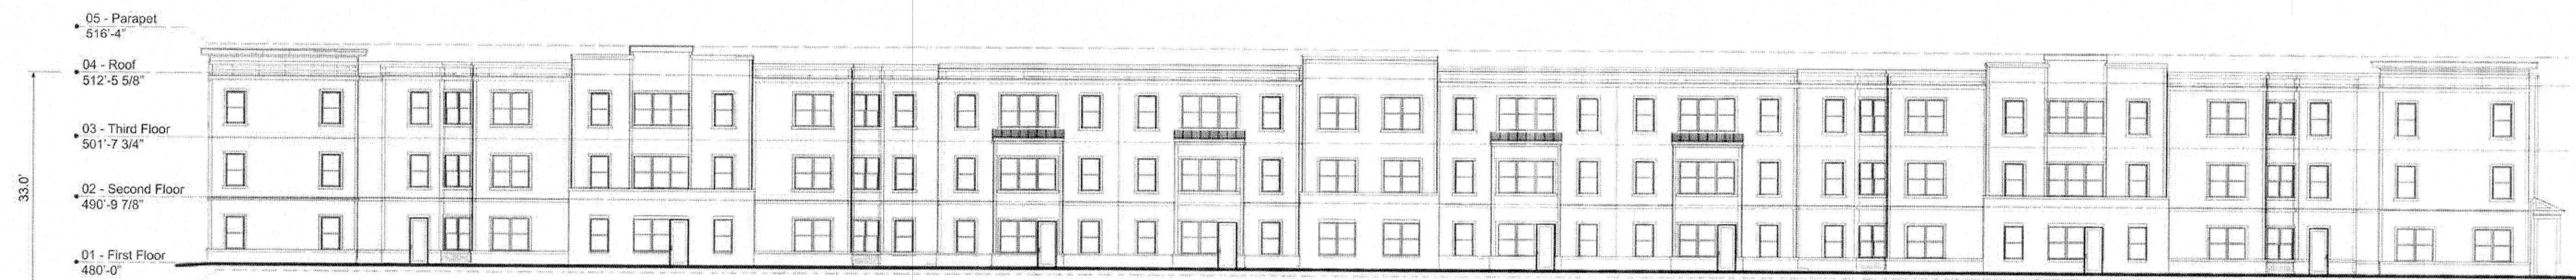 05 - Parapet
516'-4"
04 - Roof
512'-5 5/8"
03 - Third Floor
501'-7 3/4"
33.0'
02 - Second Floor
490'-9 7/8"
01 - First Floor
480'-0"